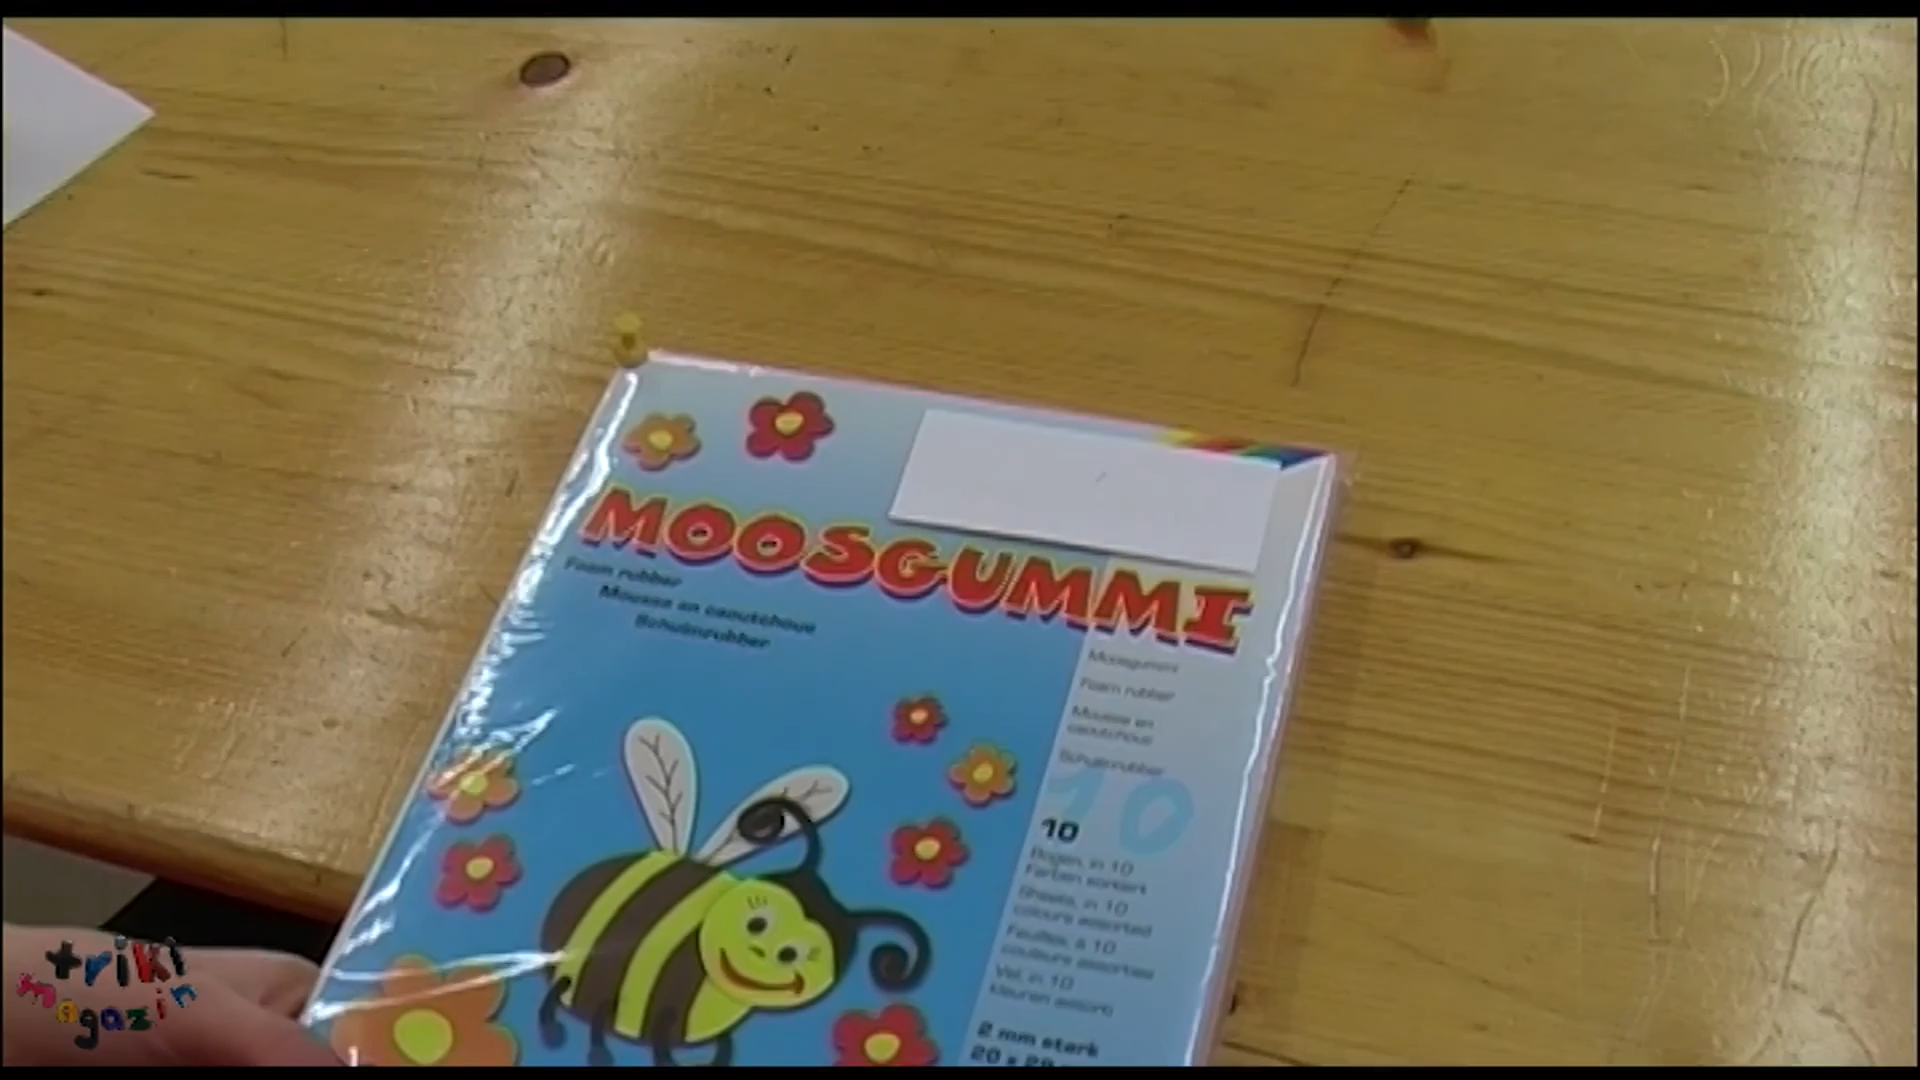 MOOSGUMMI
Foam rubber
Mousse en caoutchouc
Schuimrubber
Moosgummi
Foam rubber
Mousse en
caoutchouc
Schuimrubber
10
10
Bogen, in 10
Farben sortiert
Sheets, in 10
colours assorted
Feuilles, à 10
couleurs assorties
Vel, in 10
kleuren assorti
2 mm stark
20 x 29
triki
magazin